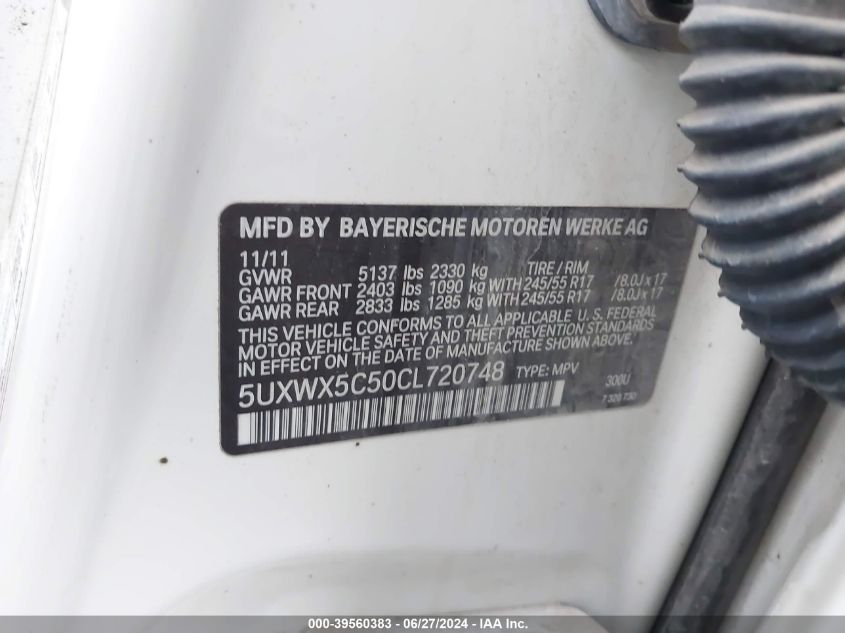 MFD BY BAYERISCHE MOTOREN WERKE AG
11/11
GVWR 5137 lbs 2330 kg TIRE / RIM
GAWR FRONT 2403 lbs 1090 kg WITH 245/55 R17 /8.0J x 17
GAWR REAR 2833 lbs 1285 kg WITH 245/55 R17 /8.0J x 17
THIS VEHICLE CONFORMS TO ALL APPLICABLE U.S. FEDERAL
MOTOR VEHICLE SAFETY AND THEFT PREVENTION STANDARDS
IN EFFECT ON THE DATE OF MANUFACTURE SHOWN ABOVE.
5UXWX5C50CL720748 TYPE: MPV 300U
7 320 730
000-39560383 - 06/27/2024 - IAA Inc.